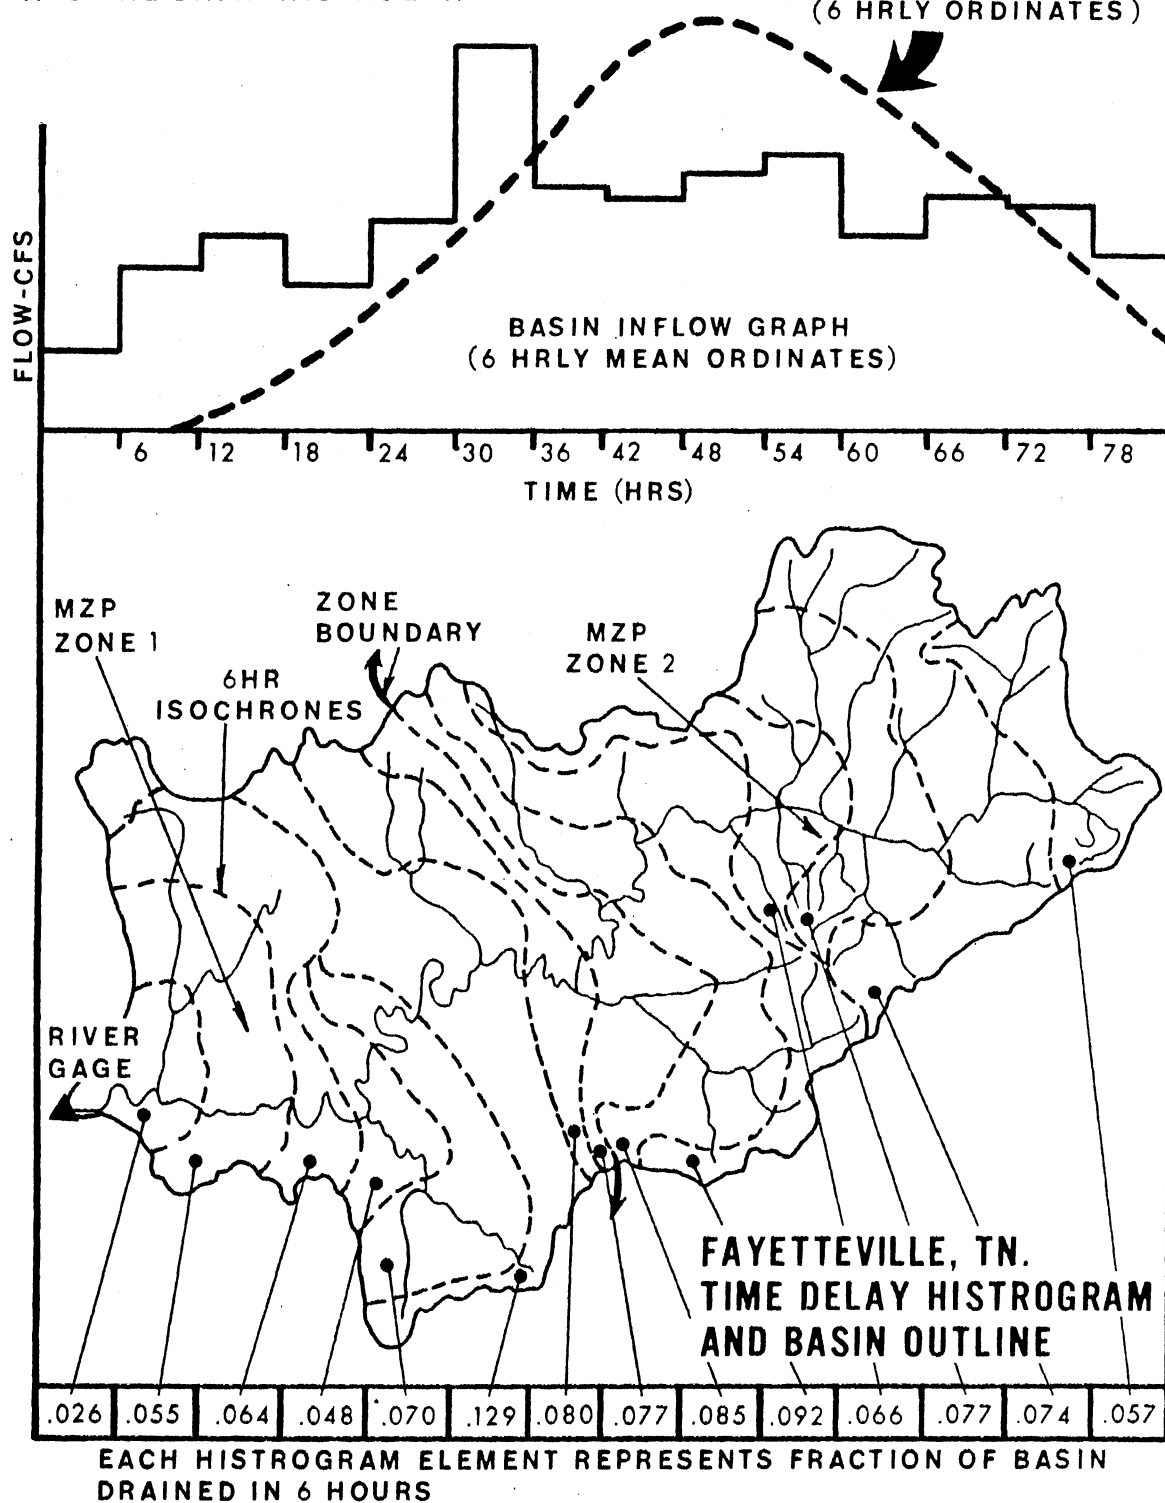 (6 HRLY ORDINATES)
FLOW-CFS
BASIN INFLOW GRAPH
(6 HRLY MEAN ORDINATES)
6 12 18 24 30 36 42 48 54 60 66 72 78
TIME (HRS)
MZP
ZONE 1
ZONE
BOUNDARY
MZP
ZONE 2
6HR
ISOCHRONES
RIVER
GAGE
FAYETTEVILLE, TN.
TIME DELAY HISTROGRAM
AND BASIN OUTLINE
.026 .055 .064 .048 .070 .129 .080 .077 .085 .092 .066 .077 .074 .057
EACH HISTROGRAM ELEMENT REPRESENTS FRACTION OF BASIN
DRAINED IN 6 HOURS